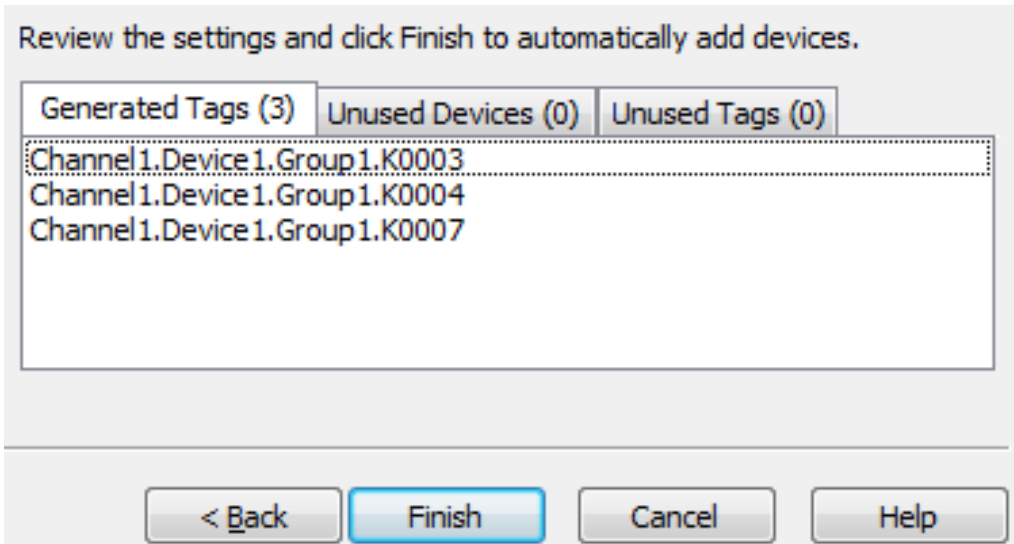 Review the settings and click Finish to automatically add devices.
Generated Tags (3) Unused Devices (0) Unused Tags (0)
Channel1.Device1.Group1.K0003
Channel1.Device1.Group1.K0004
Channel1.Device1.Group1.K0007
< Back Finish Cancel Help